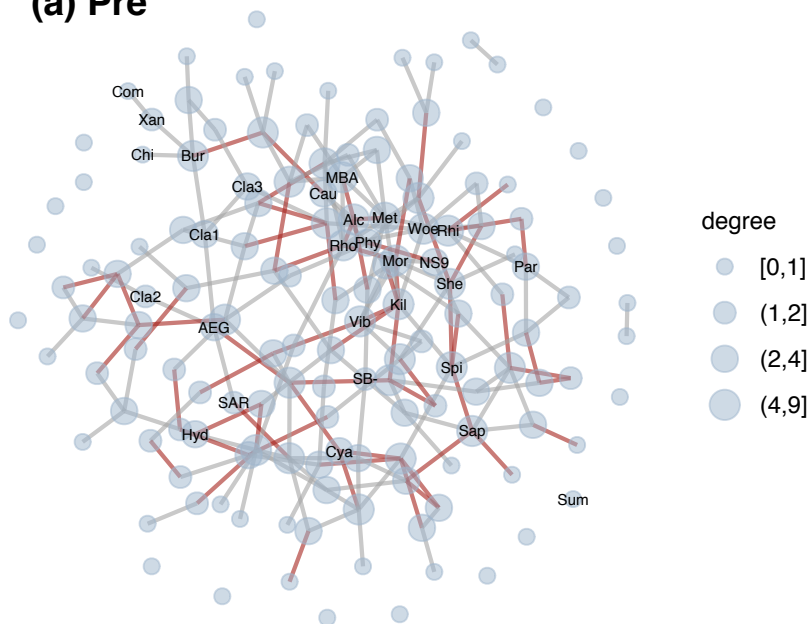 (a) Pre
Com
Xan
Chi
Bur
MBA
Cla3
Cau
Alc
Met
Cla1
Woe
Rhi
Rho
Phy
Mor
NS9
Par
She
Cla2
Kil
AEG
Vib
Spi
SB-
SAR
Hyd
Sap
Cya
Sum
degree
[0,1]
(1,2]
(2,4]
(4,9]